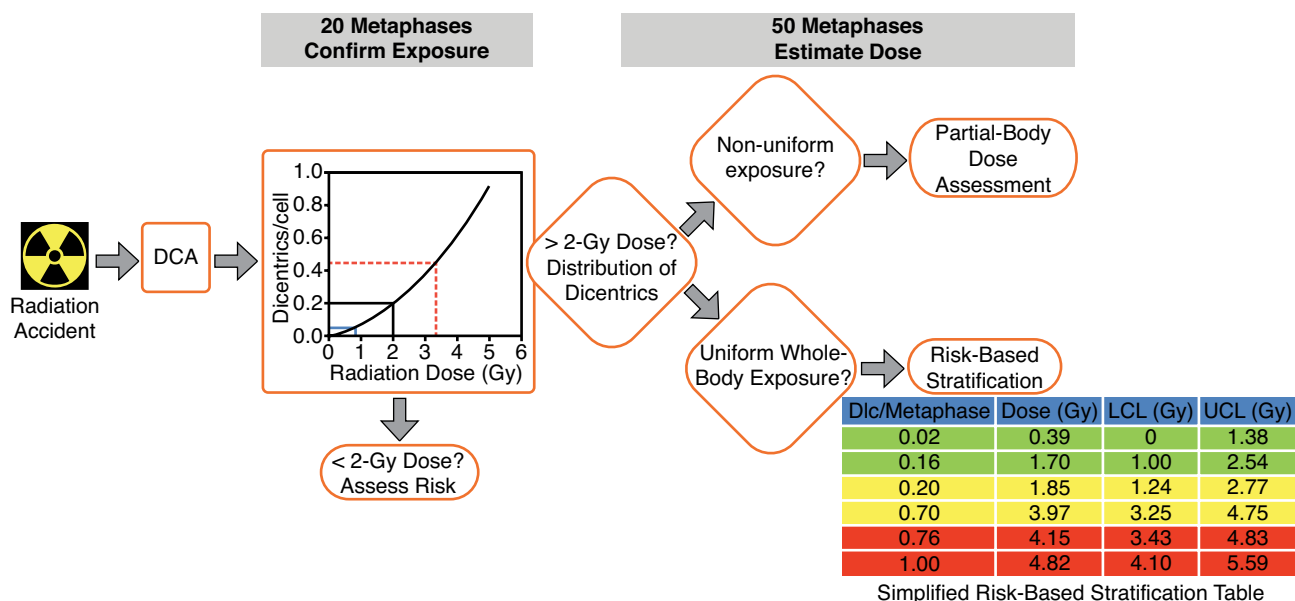 20 Metaphases
Confirm Exposure
50 Metaphases
Estimate Dose
Radiation
Accident
DCA
Dicentrics/cell
1.0
0.8
0.6
0.4
0.2
0.0
0 1 2 3 4 5 6
Radiation Dose (Gy)
< 2-Gy Dose?
Assess Risk
> 2-Gy Dose?
Distribution of
Dicentrics
Non-uniform
exposure?
Partial-Body
Dose
Assessment
Uniform Whole-
Body Exposure?
Risk-Based
Stratification
Dlc/Metaphase Dose (Gy) LCL (Gy) UCL (Gy)
0.02 0.39 0 1.38
0.16 1.70 1.00 2.54
0.20 1.85 1.24 2.77
0.70 3.97 3.25 4.75
0.76 4.15 3.43 4.83
1.00 4.82 4.10 5.59
Simplified Risk-Based Stratification Table